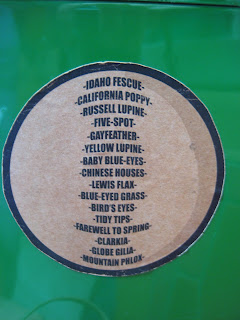 -IDAHO FESCUE-
-CALIFORNIA POPPY-
-RUSSELL LUPINE-
-FIVE-SPOT-
-GAYFEATHER-
-YELLOW LUPINE-
-BABY BLUE-EYES-
-CHINESE HOUSES-
-LEWIS FLAX-
-BLUE-EYED GRASS-
-BIRD'S EYES-
-TIDY TIPS-
-FAREWELL TO SPRING-
-CLARKIA-
-GLOBE GILIA-
-MOUNTAIN PHLOX-